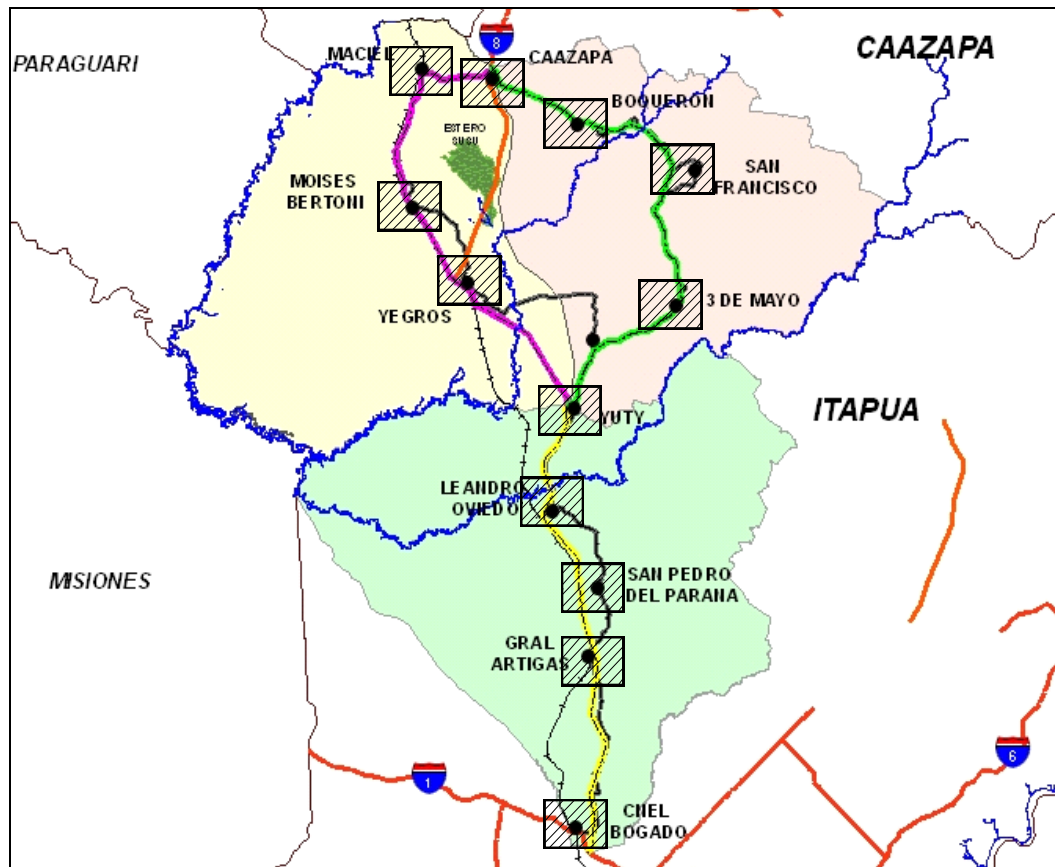 8
CAAZAPA
PARAGUARI
MACIEL
CAAZAPA
BOQUERON
ESTERO
GUGU
SAN
FRANCISCO
MOISES
BERTONI
3 DE MAYO
YEGROS
ITAPUA
YUTY
LEANDRO
OVIEDO
MISIONES
SAN PEDRO
DEL PARANA
GRAL
ARTIGAS
6
1
CNEL
BOGADO